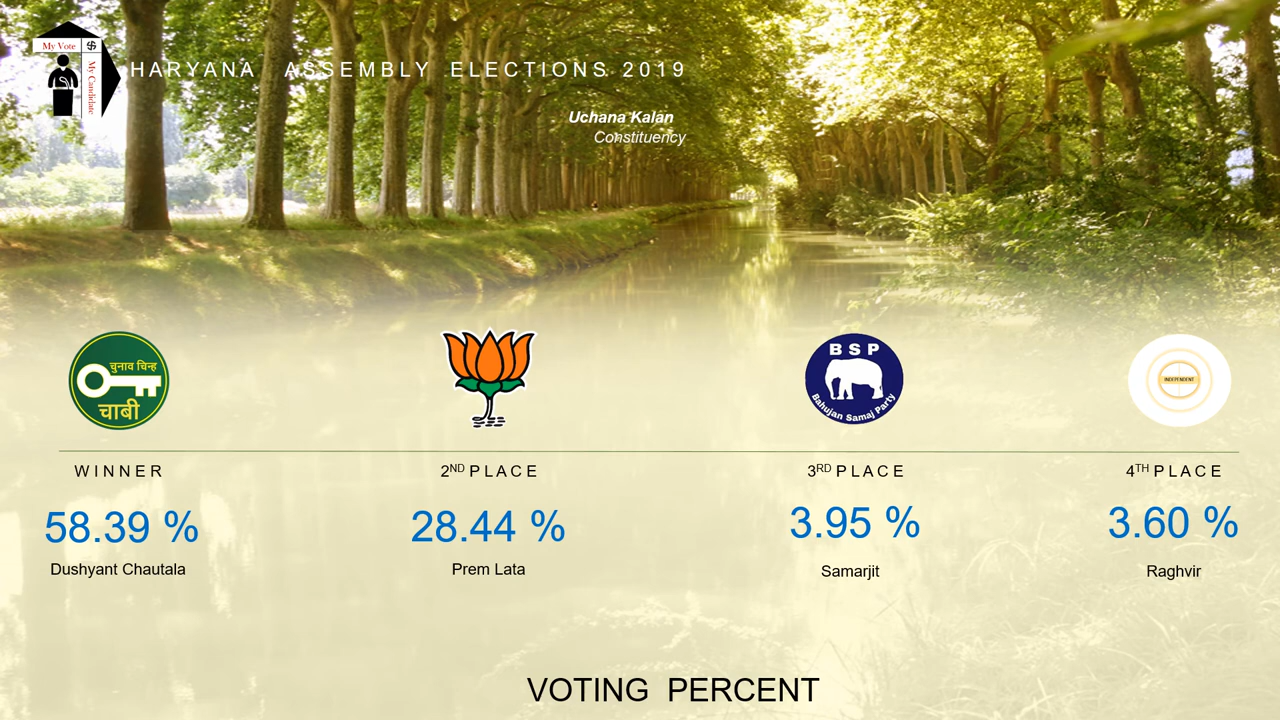 My Vote
My Candidate
HARYANA ASSEMBLY ELECTIONS 2019
Uchana Kalan
Constituency
चुनाव चिन्ह
चाबी
BSP
Bahujan Samaj Party
INDEPENDENT
WINNER
2ND PLACE
3RD PLACE
4TH PLACE
58.39 %
28.44 %
3.95 %
3.60 %
Dushyant Chautala
Prem Lata
Samarjit
Raghvir
VOTING PERCENT